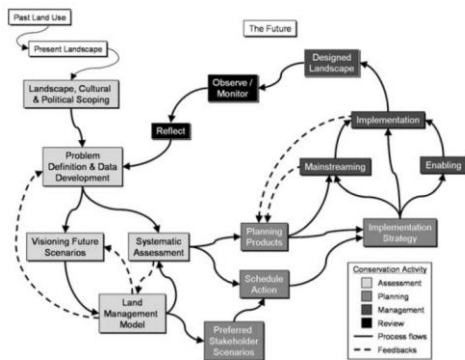 Past Land Use
The Future
Present Landscape
Designed
Landscape
Landscape, Cultural
& Political Scoping
Observe /
Monitor
Reflect
Implementation
Problem
Definition & Data
Development
Mainstreaming
Enabling
Visioning Future
Scenarios
Systematic
Assessment
Planning
Products
Implementation
Strategy
Schedule
Action
Land
Management
Model
Preferred
Stakeholder
Scenarios
Conservation Activity
Assessment
Planning
Management
Review
Process flows
Feedbacks